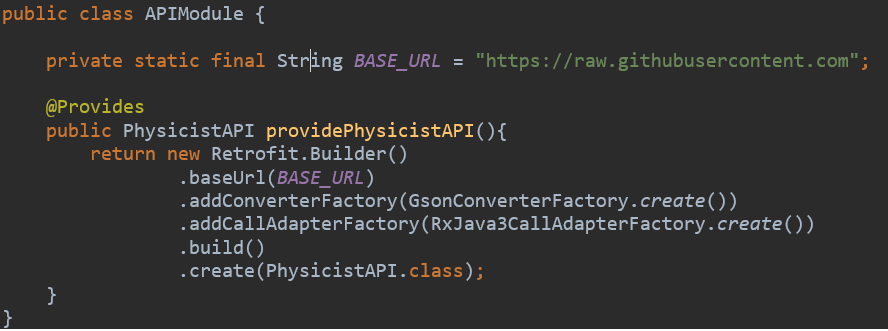 public class APIModule {
    private static final String BASE_URL = "https://raw.githubusercontent.com";
    @Provides
    public PhysicistAPI providePhysicistAPI(){
        return new Retrofit.Builder()
                .baseUrl(BASE_URL)
                .addConverterFactory(GsonConverterFactory.create())
                .addCallAdapterFactory(RxJava3CallAdapterFactory.create())
                .build()
                .create(PhysicistAPI.class);
    }
}